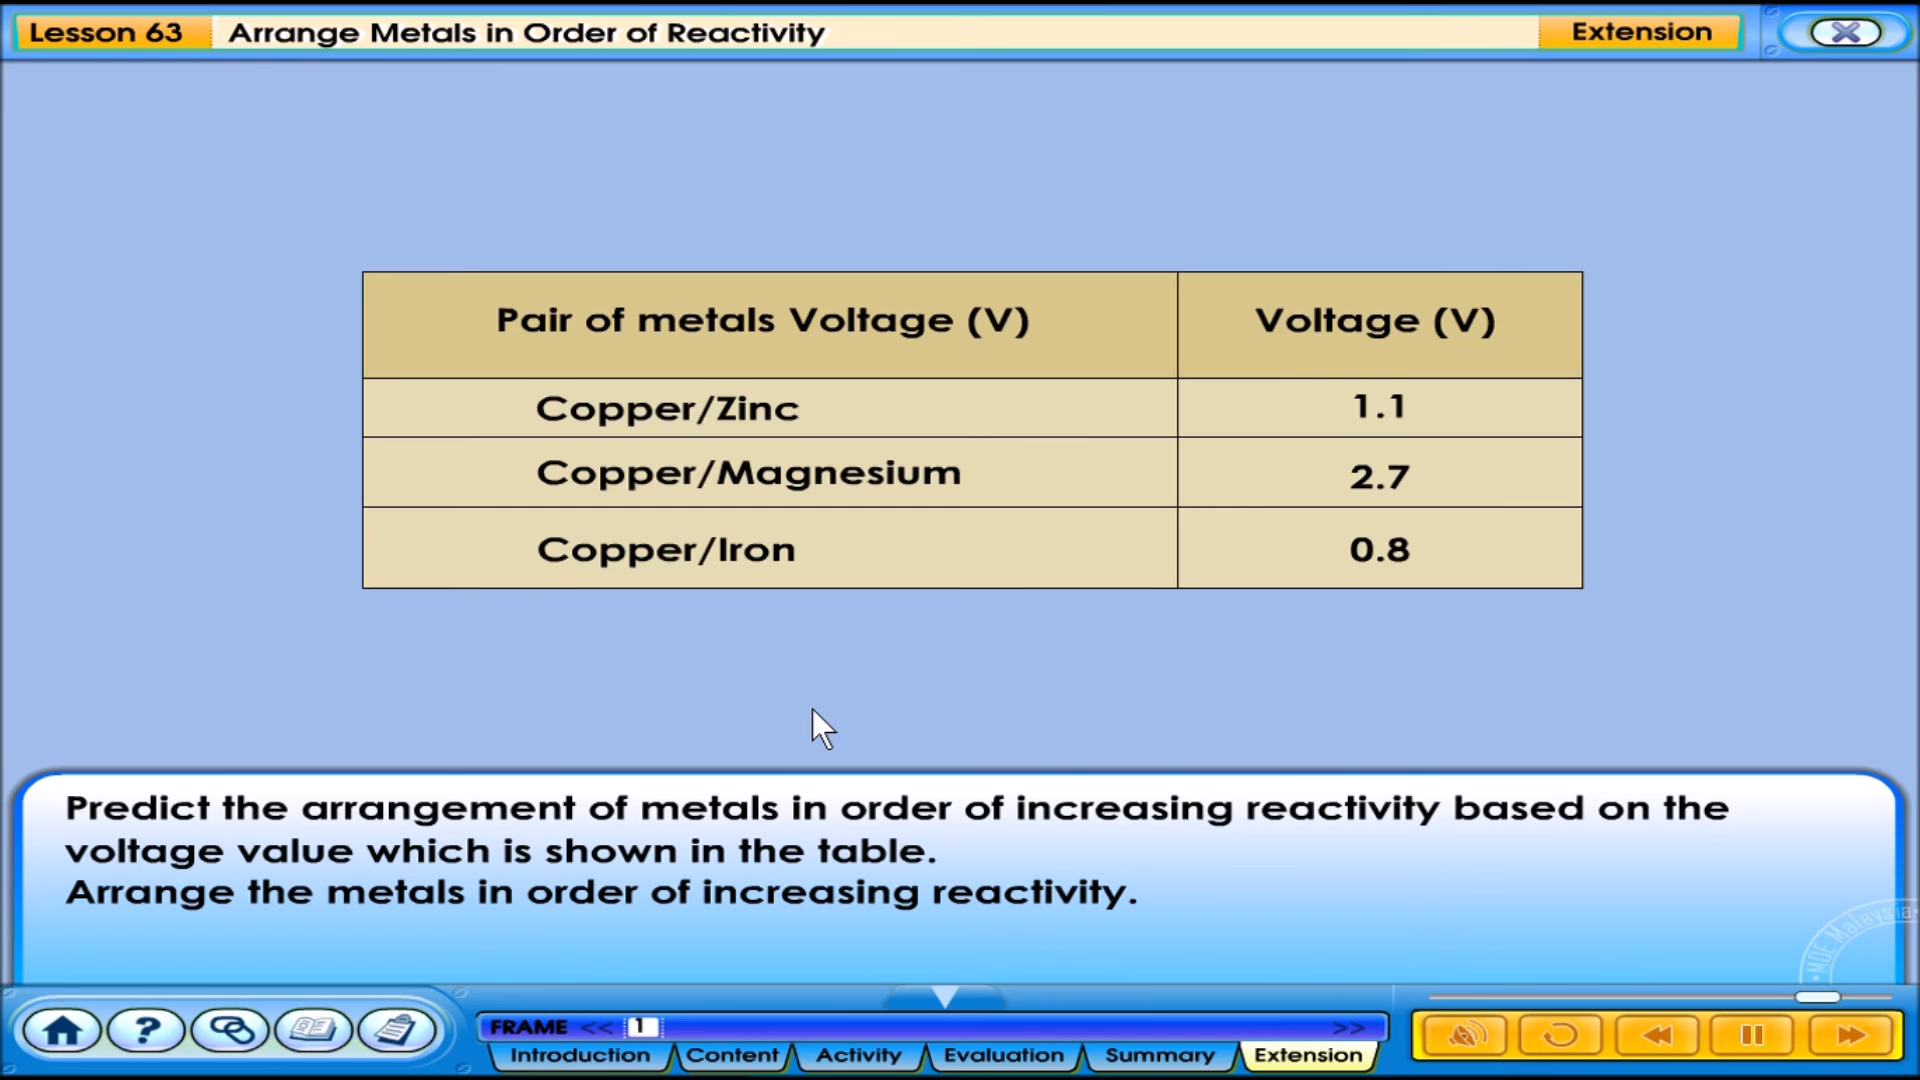 Lesson 63 Arrange Metals in Order of Reactivity Extension
Pair of metals Voltage (V) Voltage (V)
Copper/Zinc 1.1
Copper/Magnesium 2.7
Copper/Iron 0.8
Predict the arrangement of metals in order of increasing reactivity based on the
voltage value which is shown in the table.
Arrange the metals in order of increasing reactivity.
MDE Malaysia
FRAME << 1 >>
Introduction Content Activity Evaluation Summary Extension